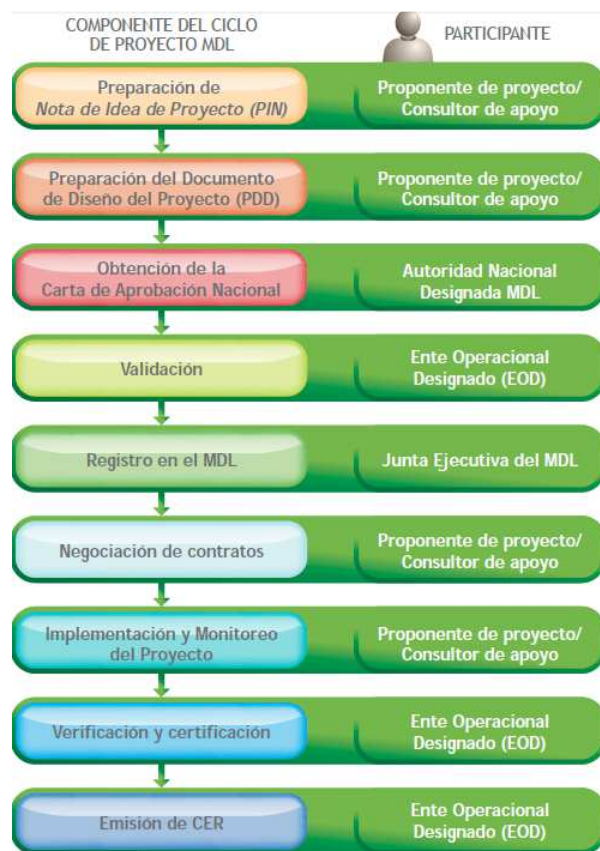 COMPONENTE DEL CICLO
DE PROYECTO MDL
PARTICIPANTE
Preparación de
Nota de Idea de Proyecto (PIN)
Proponente de proyecto/
Consultor de apoyo
Preparación del Documento
de Diseño del Proyecto (PDD)
Proponente de proyecto/
Consultor de apoyo
Obtención de la
Carta de Aprobación Nacional
Autoridad Nacional
Designada MDL
Validación
Ente Operacional
Designado (EOD)
Registro en el MDL
Junta Ejecutiva del MDL
Negociación de contratos
Proponente de proyecto/
Consultor de apoyo
Implementación y Monitoreo
del Proyecto
Proponente de proyecto/
Consultor de apoyo
Verificación y certificación
Ente Operacional
Designado (EOD)
Emisión de CER
Ente Operacional
Designado (EOD)